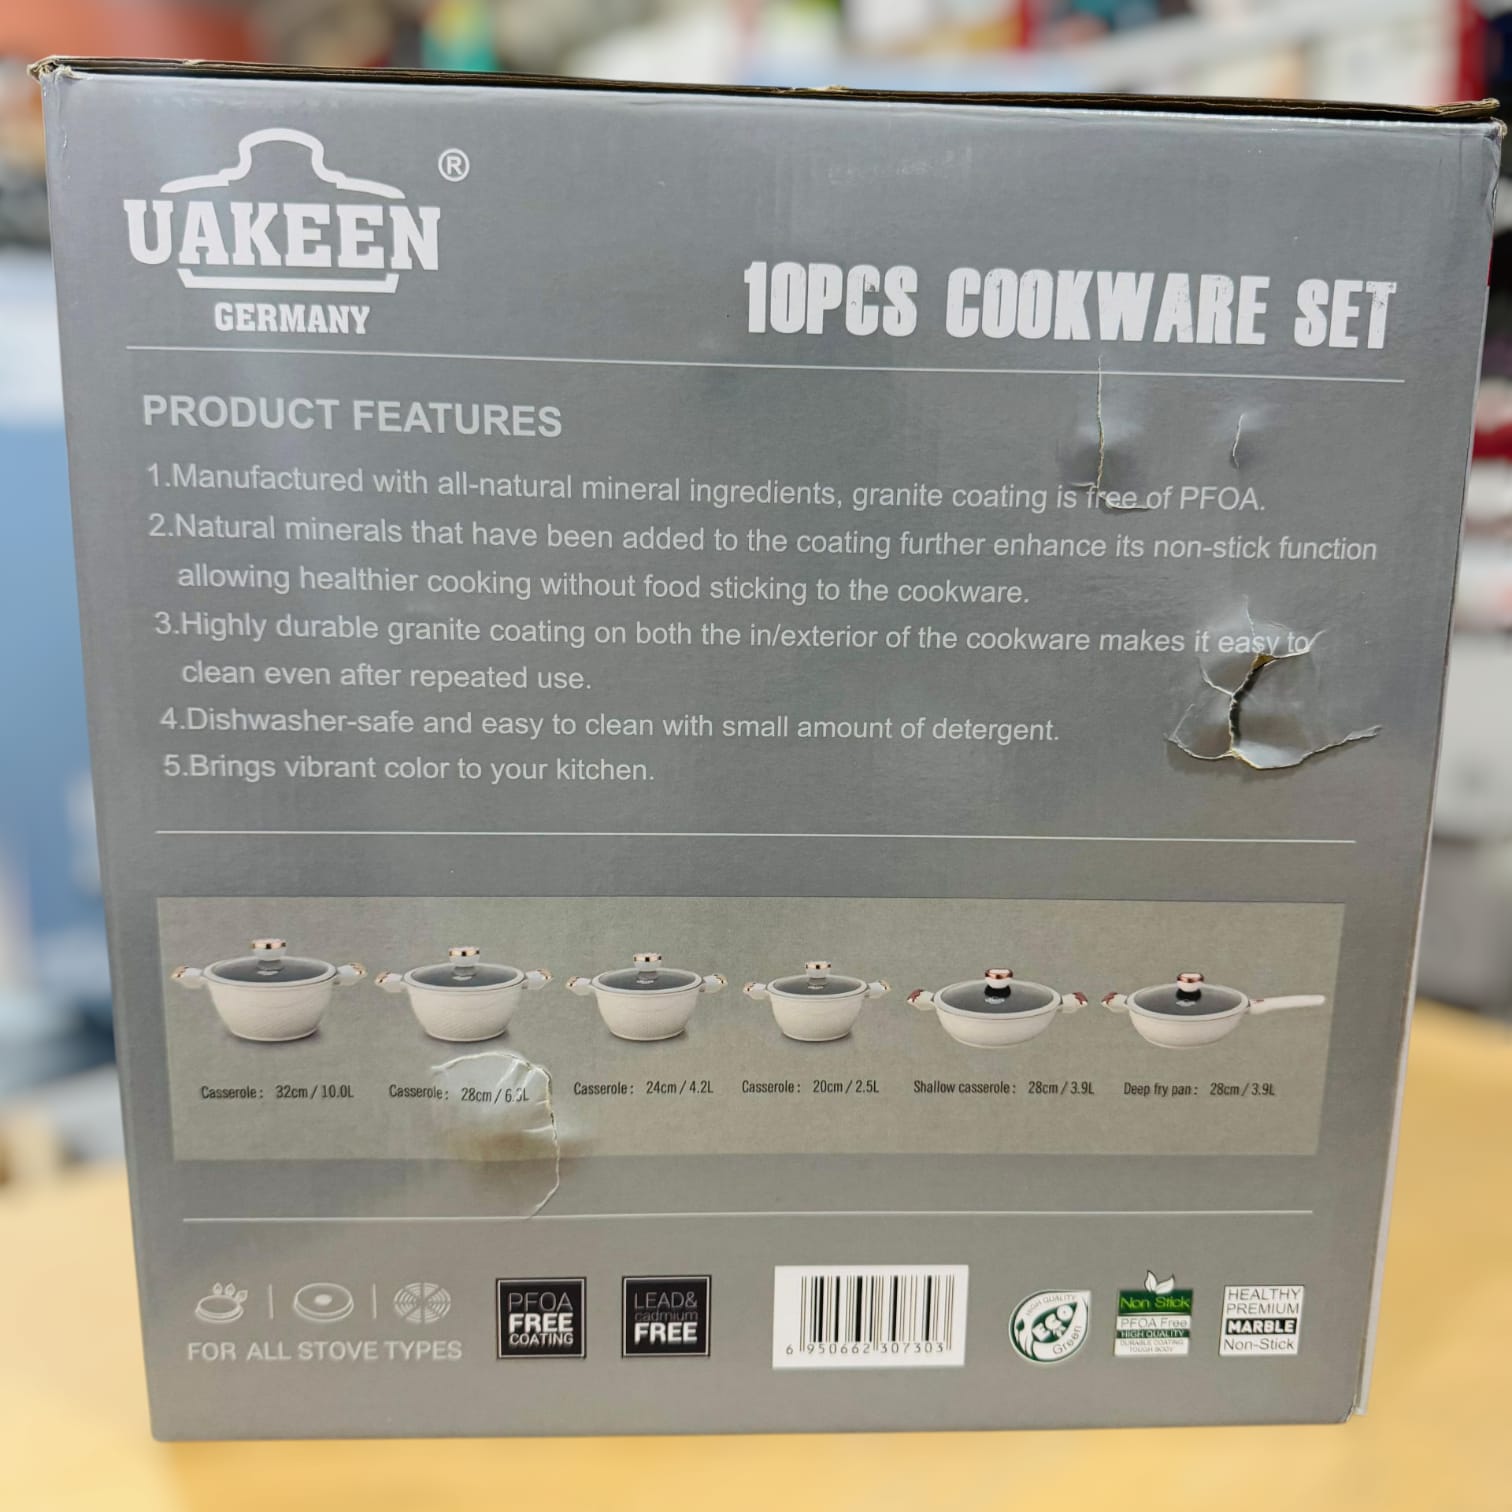 ®
UAKEEN
GERMANY
10PCS COOKWARE SET
PRODUCT FEATURES
1.Manufactured with all-natural mineral ingredients, granite coating is free of PFOA.
2.Natural minerals that have been added to the coating further enhance its non-stick function
allowing healthier cooking without food sticking to the cookware.
3.Highly durable granite coating on both the in/exterior of the cookware makes it easy to
clean even after repeated use.
4.Dishwasher-safe and easy to clean with small amount of detergent.
5.Brings vibrant color to your kitchen.
Casserole: 32cm / 10.0L
Casserole: 28cm /
Casserole: 24cm / 4.2L
Casserole: 20cm / 2.5L
Shallow casserole: 28cm / 3.9L
Deep fry pan: 28cm / 3.9L
FOR ALL STOVE TYPES
PFOA
FREE
COATING
LEAD&
cadmium
FREE
6 950662 307303
HIGH QUALITY
ECO
Green
Non Stick
PFOA Free
HIGH QUALITY
DURABLE COATING
TOUGH BODY
HEALTHY
PREMIUM
MARBLE
Non-Stick